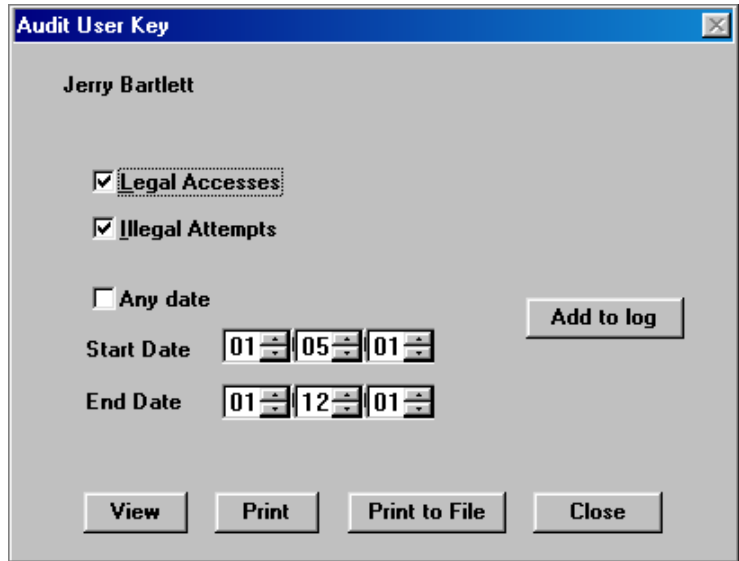 Audit User Key
Jerry Bartlett
Legal Accesses
Illegal Attempts
Any date
Add to log
Start Date 01 05 01
End Date 01 12 01
View Print Print to File Close